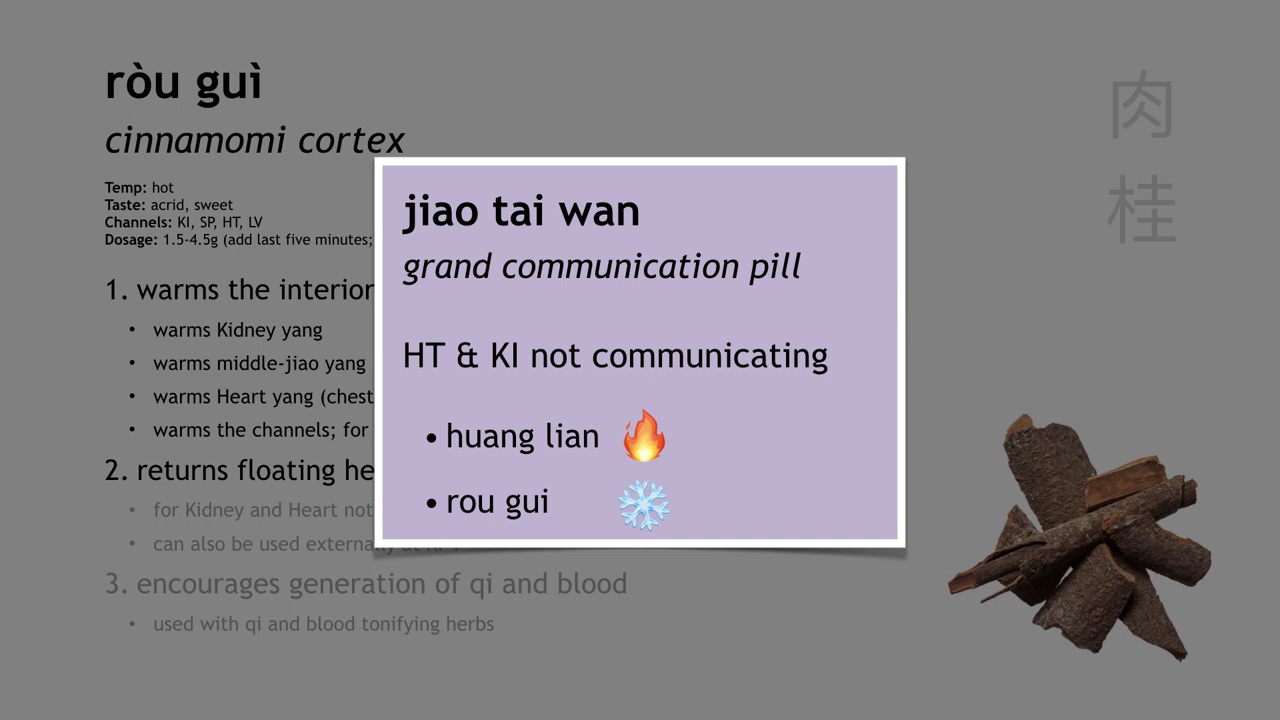 ròu guì
cinnamomi cortex
肉
桂
Temp: hot
Taste: acrid, sweet
Channels: KI, SP, HT, LV
Dosage: 1.5-4.5g (add last five minutes;
1. warms the interior
• warms Kidney yang
• warms middle-jiao yang
• warms Heart yang (chest
• warms the channels; for
2. returns floating he
• for Kidney and Heart not
• can also be used externally at
3. encourages generation of qi and blood
• used with qi and blood tonifying herbs
jiao tai wan
grand communication pill
HT & KI not communicating
• huang lian 🔥
• rou gui ❄️